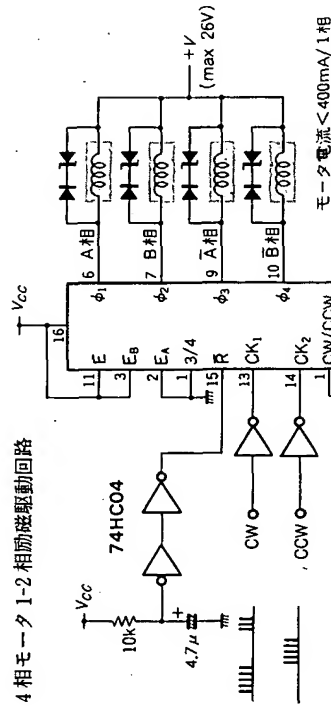 4相モータ1-2相励磁駆動回路
Vcc
10k
4.7μ
+
74HC04
CW
CCW
Vcc
16
11 E
3 EB
2 EA
1 3/4
15 R̅
13 CK₁
14 CK₂
1 CW/CCW
φ₁ 6 A相
φ₂ 7 B相
φ₃ 9 A̅相
φ₄ 10 B̅相
+V
(max 26V)
モータ電流<400mA/1相